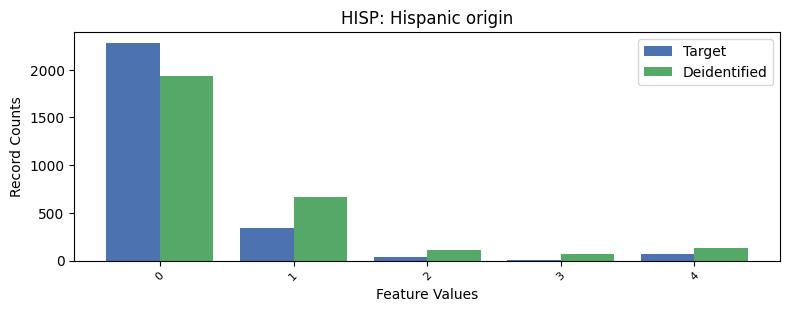 HISP: Hispanic origin
Target
Deidentified
Record Counts
2000
1500
1000
500
0
0
1
2
3
4
Feature Values